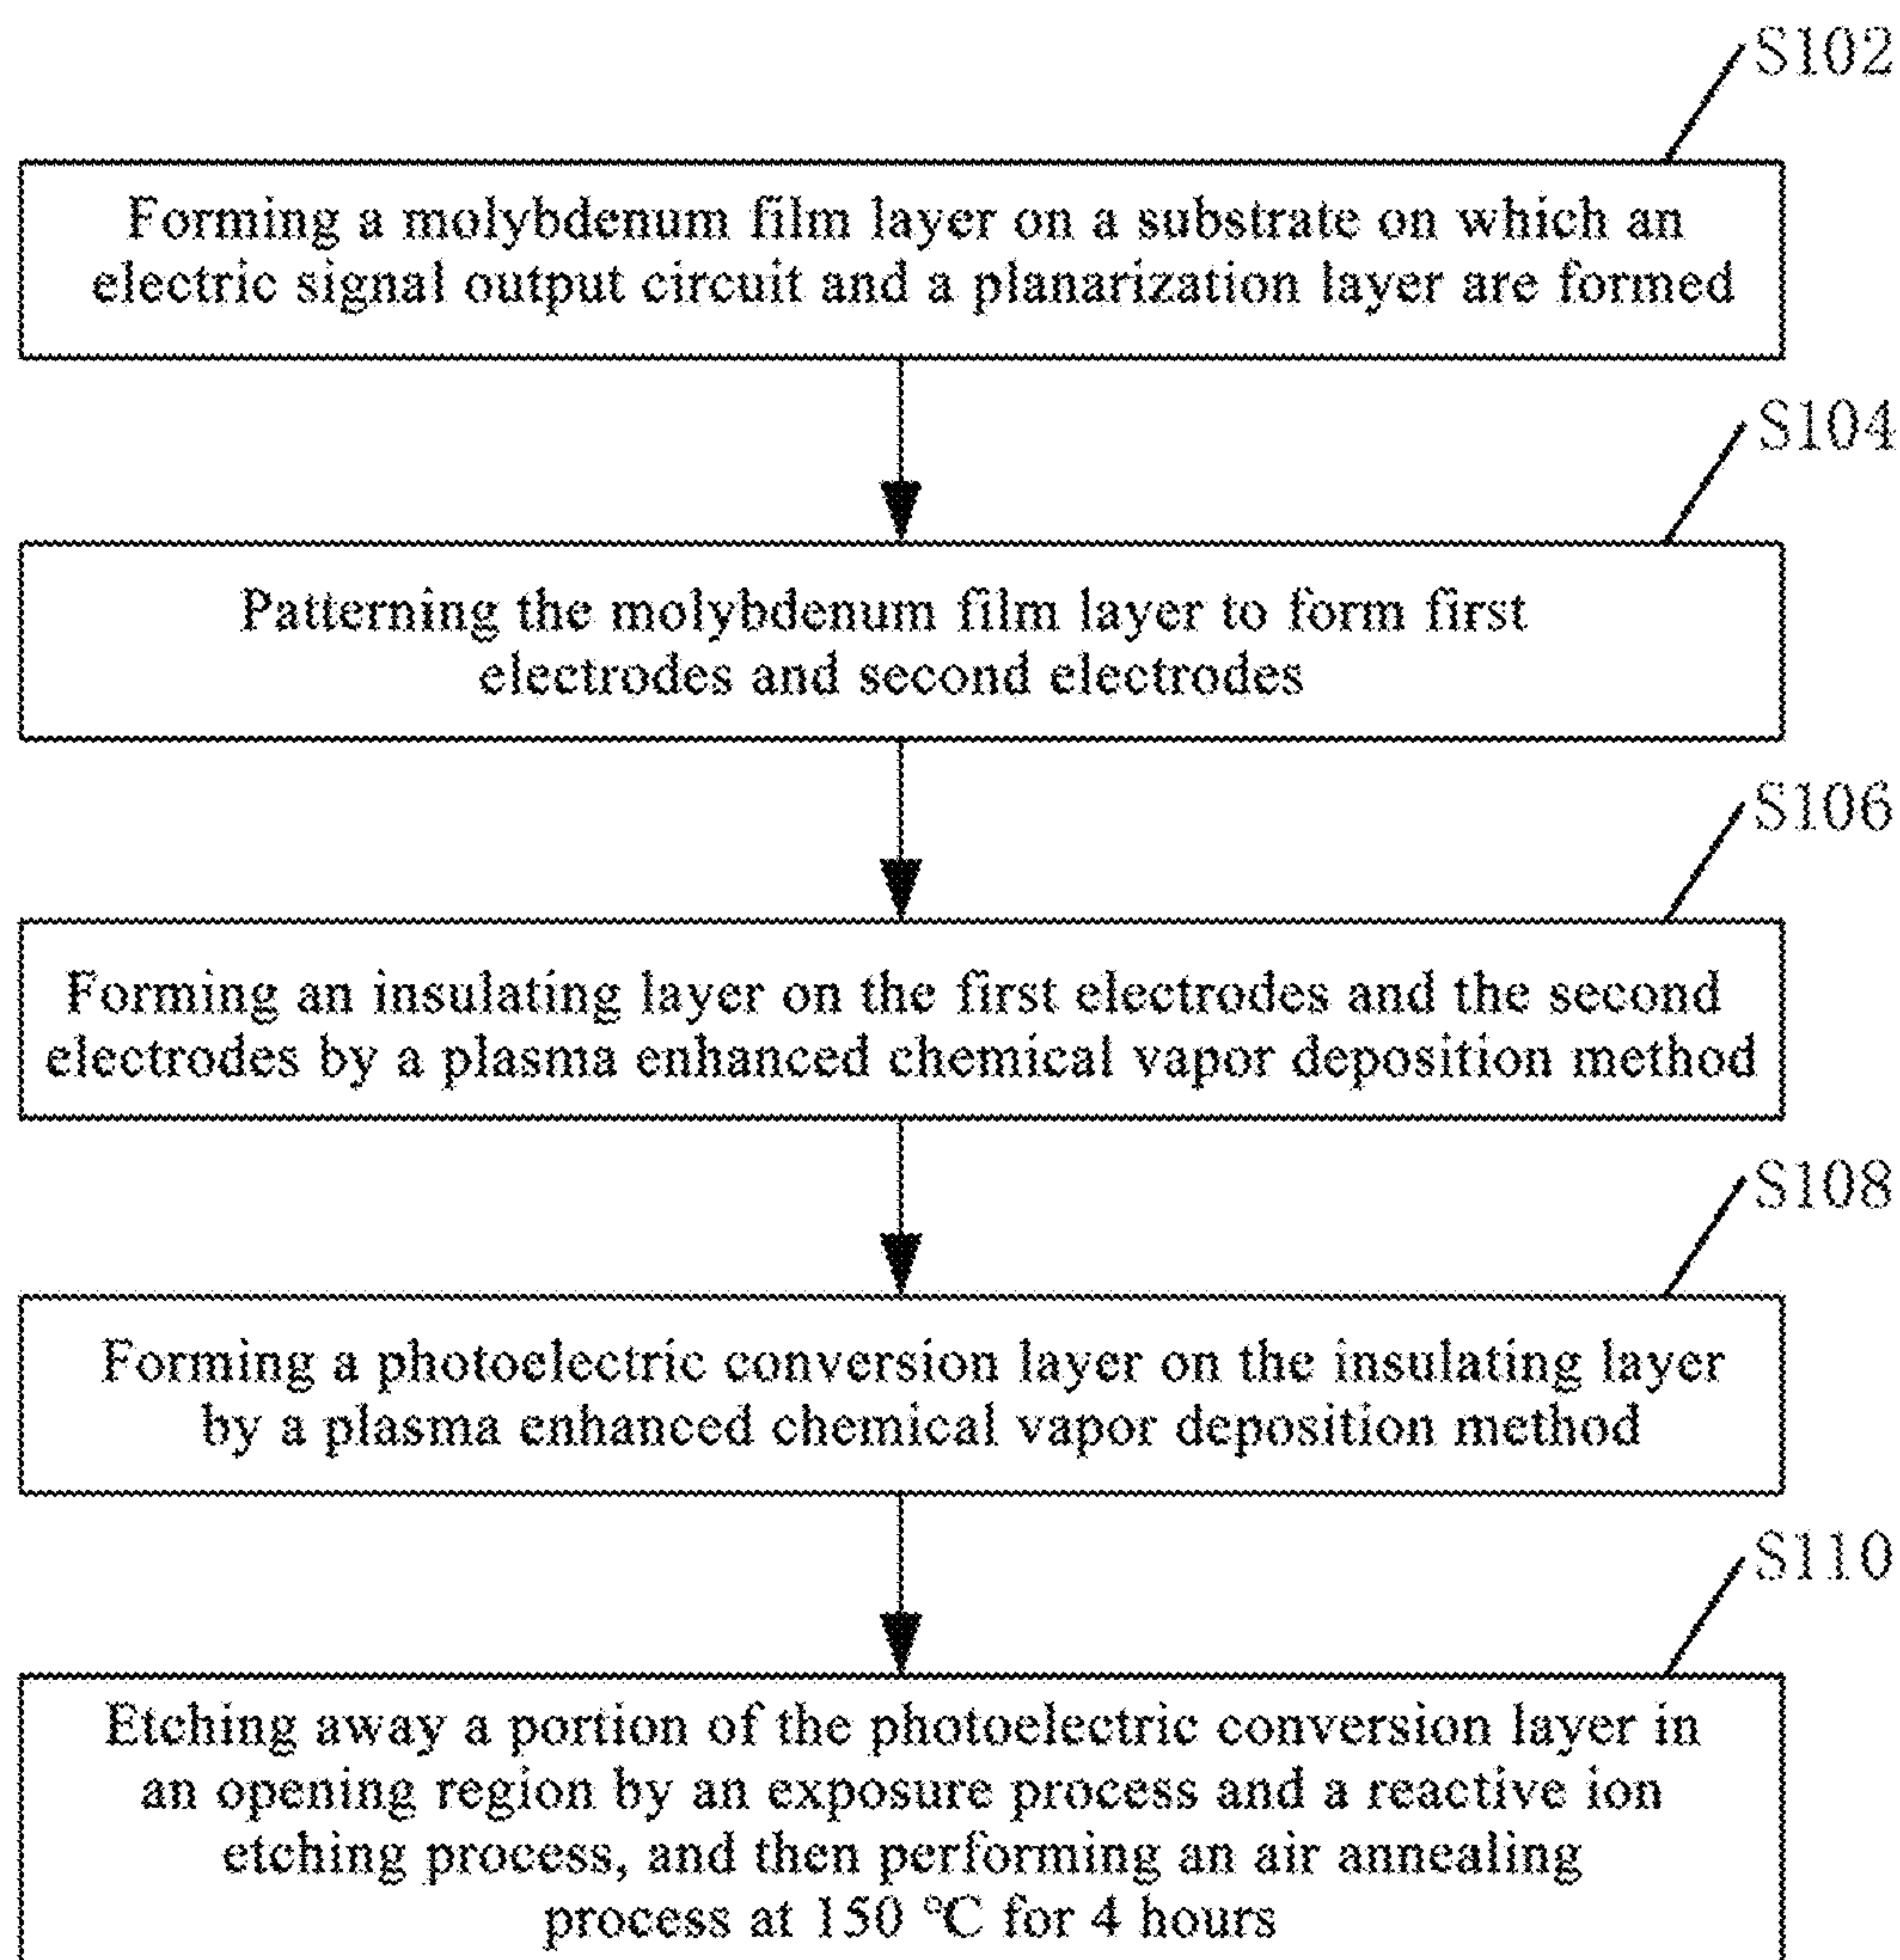 S102
Forming a molybdenum film layer on a substrate on which an
electric signal output circuit and a planarization layer are formed
S104
Patterning the molybdenum film layer to form first
electrodes and second electrodes
S106
Forming an insulating layer on the first electrodes and the second
electrodes by a plasma enhanced chemical vapor deposition method
S108
Forming a photoelectric conversion layer on the insulating layer
by a plasma enhanced chemical vapor deposition method
S110
Etching away a portion of the photoelectric conversion layer in
an opening region by an exposure process and a reactive ion
etching process, and then performing an air annealing
process at 150 ℃ for 4 hours